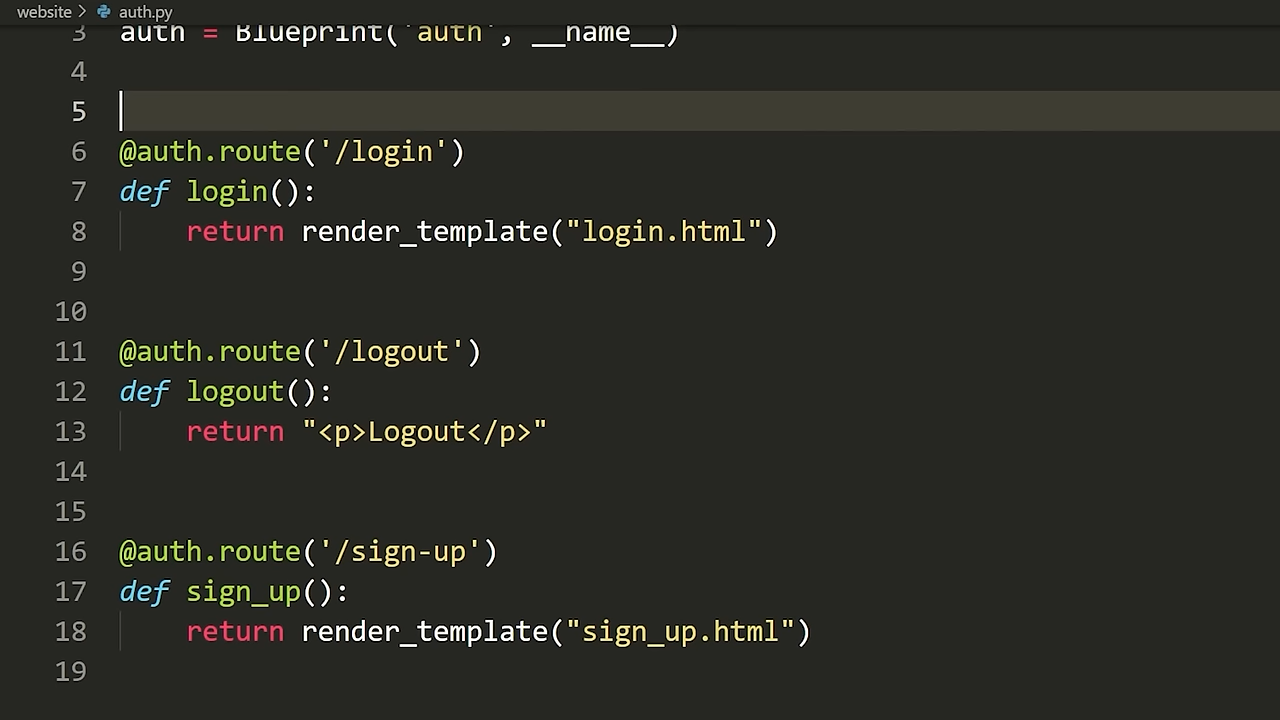 website > auth.py
3 auth = Blueprint('auth', __name__)
4
5
6 @auth.route('/login')
7 def login():
8     return render_template("login.html")
9
10
11 @auth.route('/logout')
12 def logout():
13     return "<p>Logout</p>"
14
15
16 @auth.route('/sign-up')
17 def sign_up():
18     return render_template("sign_up.html")
19